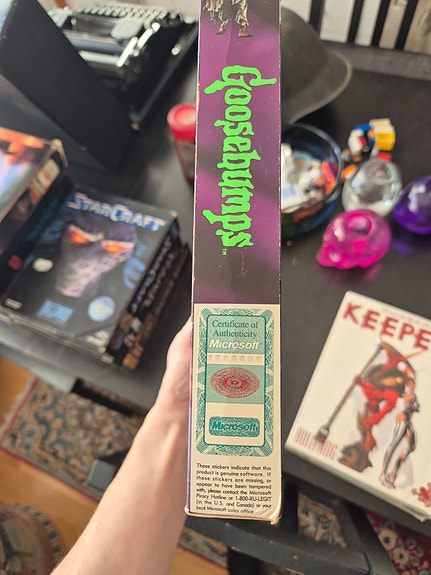 Goosebumps™
STARCRAFT
KEEPE
Certificate of
Authenticity
Microsoft
Microsoft
These stickers indicate that this
product is genuine software. If
these stickers are missing, or
appear to have been tampered
with, please contact the Microsoft
Piracy Hotline at 1-800-RU-LEGIT
(in the U.S. and Canada) or your
local Microsoft sales office.